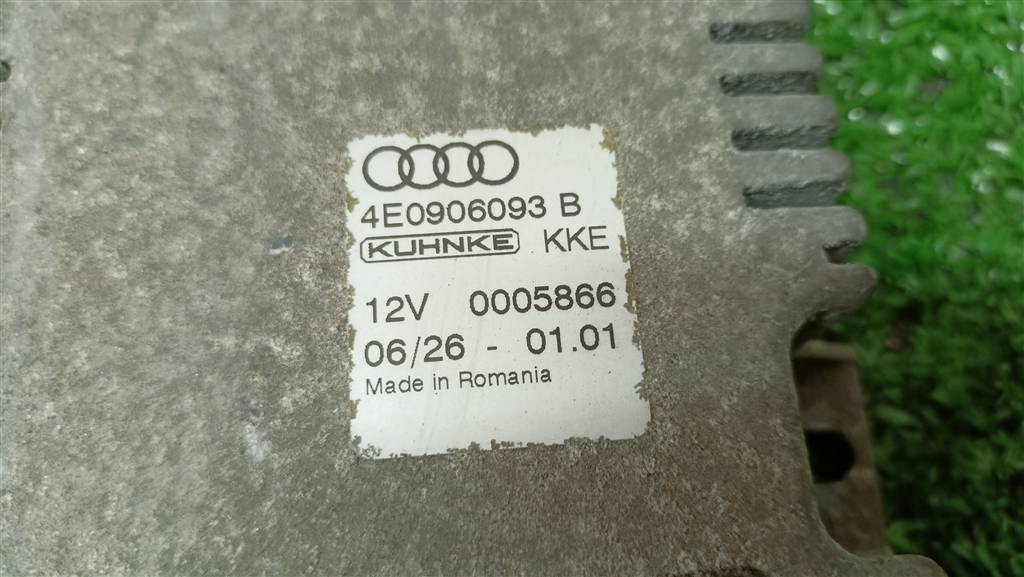 4E0906093 B
KUHNKE KKE
12V 0005866
06/26 - 01.01
Made in Romania